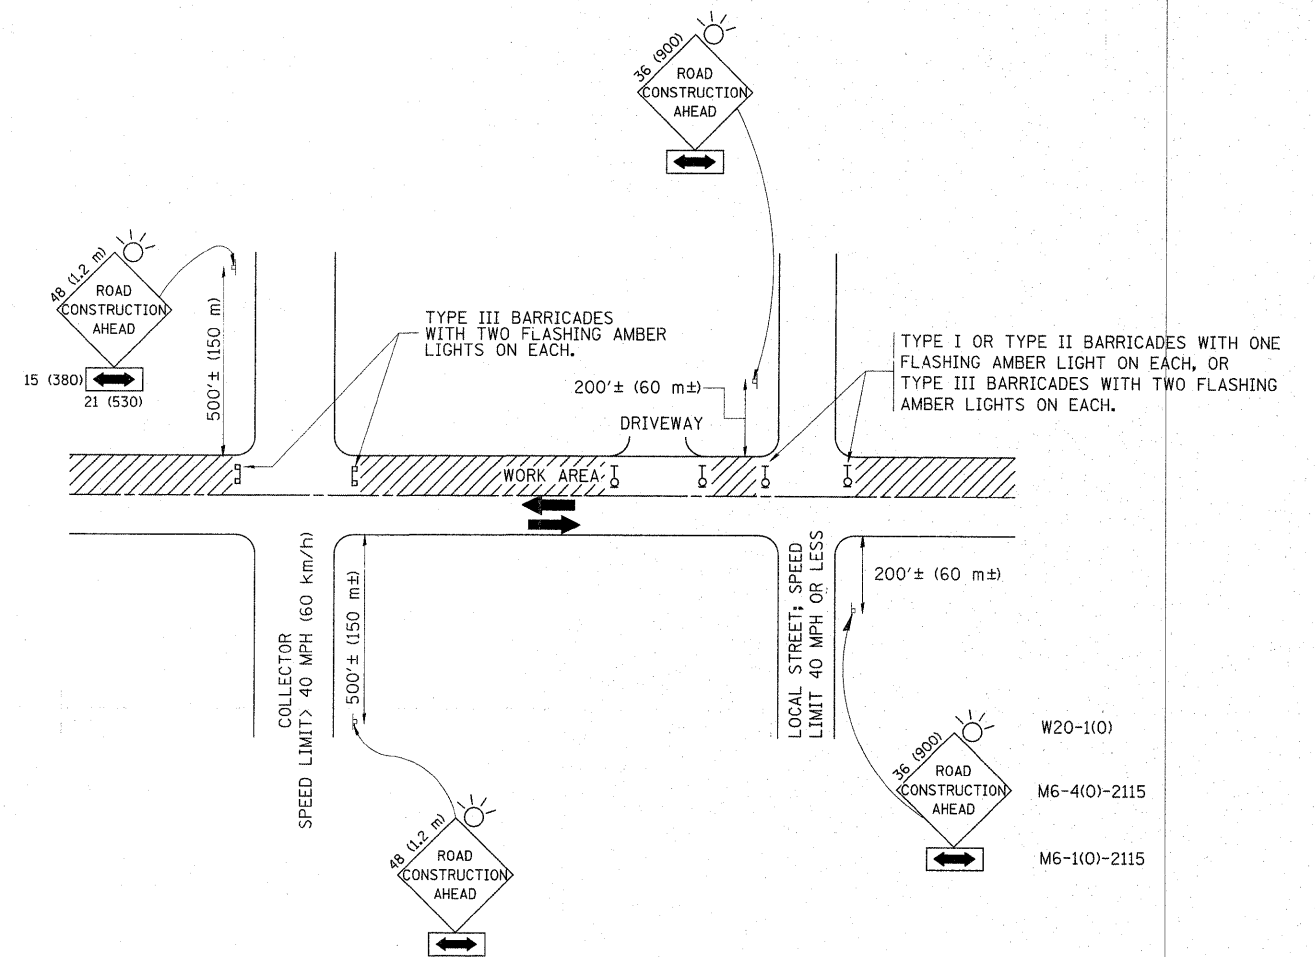 36 (900)
ROAD
CONSTRUCTION
AHEAD
48 (1.2 m)
ROAD
CONSTRUCTION
AHEAD
15 (380)
21 (530)
500'± (150 m)
TYPE III BARRICADES
WITH TWO FLASHING AMBER
LIGHTS ON EACH.
200'± (60 m±)
DRIVEWAY
TYPE I OR TYPE II BARRICADES WITH ONE
FLASHING AMBER LIGHT ON EACH, OR
TYPE III BARRICADES WITH TWO FLASHING
AMBER LIGHTS ON EACH.
WORK AREA
COLLECTOR
SPEED LIMIT> 40 MPH (60 km/h)
500'± (150 m±)
LOCAL STREET; SPEED
LIMIT 40 MPH OR LESS
200'± (60 m±)
48 (1.2 m)
ROAD
CONSTRUCTION
AHEAD
36 (900)
ROAD
CONSTRUCTION
AHEAD
W20-1(O)
M6-4(O)-2115
M6-1(O)-2115